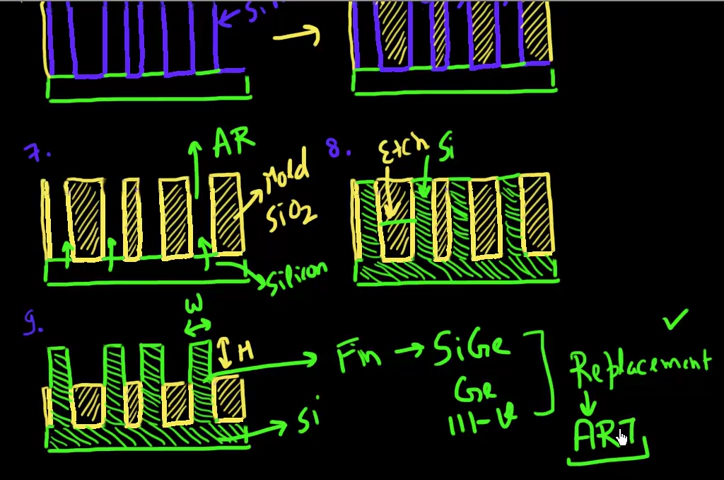 7.
AR
Mold
SiO2
Silicon
8.
Etch
Si
9.
W
H
Fin → SiGe
Ge
III-V
Si
Replacement
ART